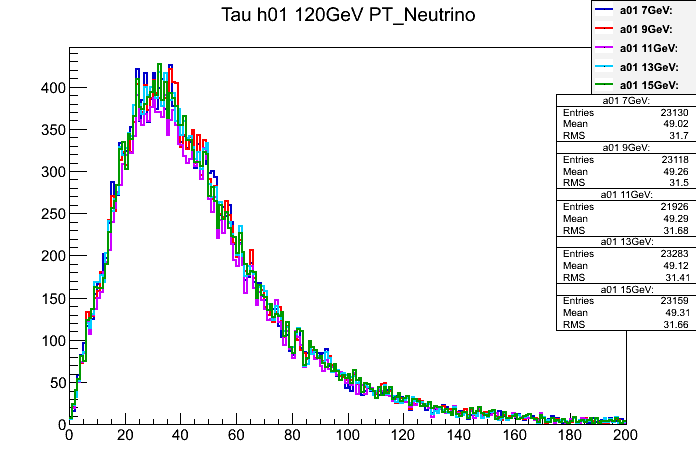 Tau h01 120GeV PT_Neutrino
a01 7GeV:
a01 9GeV:
a01 11GeV:
a01 13GeV:
a01 15GeV:
a01 7GeV:
Entries 23130
Mean 49.02
RMS 31.7
a01 9GeV:
Entries 23118
Mean 49.26
RMS 31.5
a01 11GeV:
Entries 21926
Mean 49.29
RMS 31.68
a01 13GeV:
Entries 23283
Mean 49.12
RMS 31.41
a01 15GeV:
Entries 23159
Mean 49.31
RMS 31.66
400
350
300
250
200
150
100
50
0
0 20 40 60 80 100 120 140 160 180 200